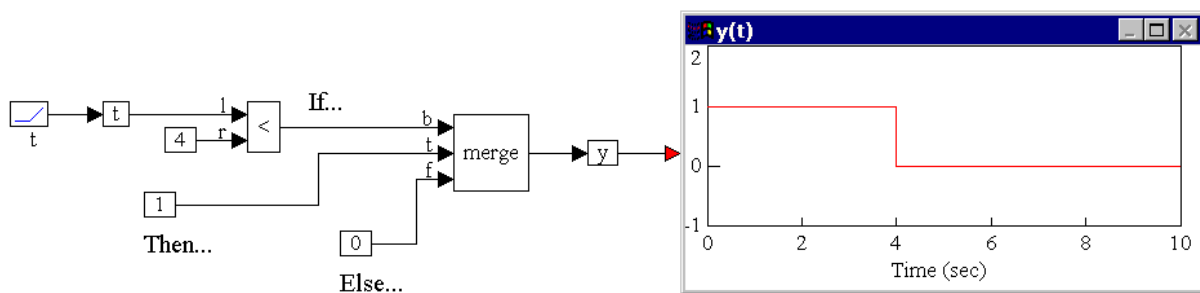 t
t
l
r
4
<
If...
b
t
f
merge
y
1
Then...
0
Else...
y(t)
2
1
0
-1
0 2 4 6 8 10
Time (sec)